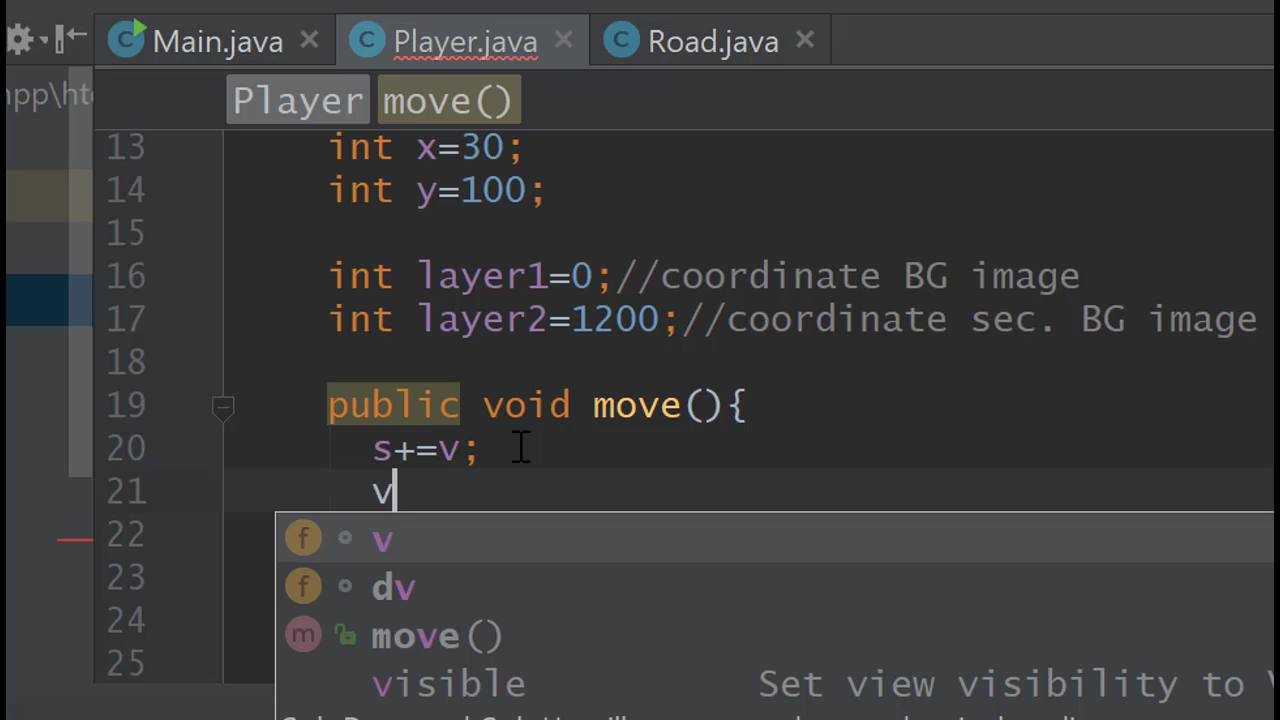 Main.java Player.java Road.java
Player move()
13 int x=30;
14 int y=100;
15
16 int layer1=0;//coordinate BG image
17 int layer2=1200;//coordinate sec. BG image
18
19 public void move(){
20 s+=v;
21 v
22 f v
23 f dv
24 m move()
25 visible Set view visibility to